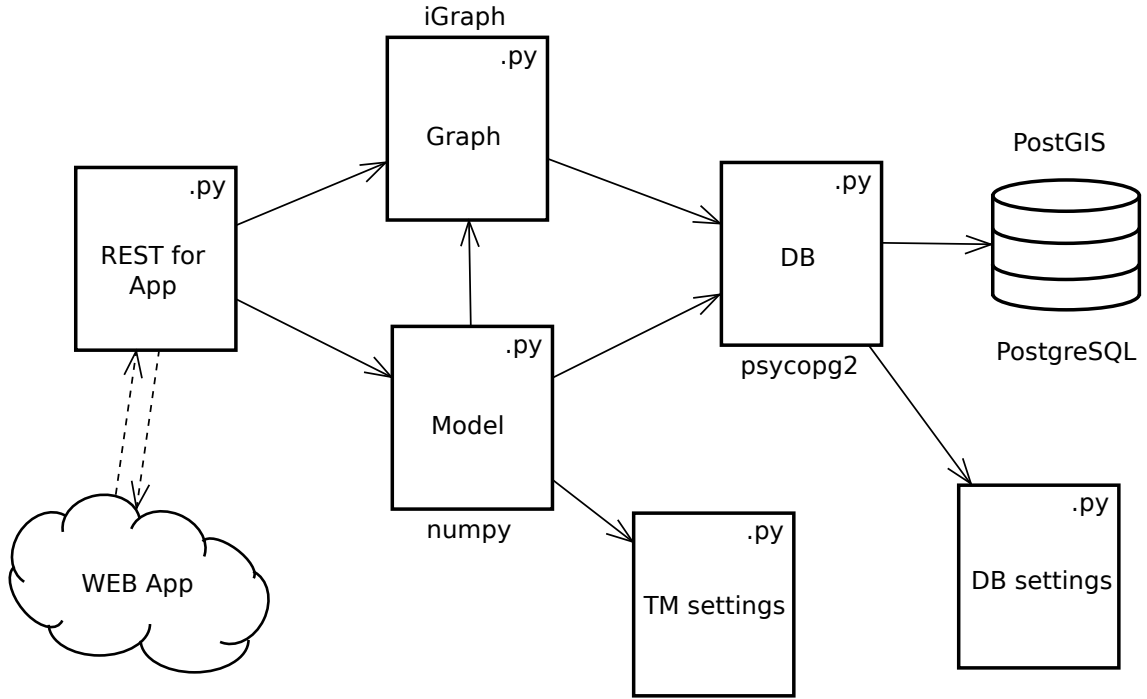 iGraph
.py
Graph
PostGIS
.py
REST for
App
.py
DB
psycopg2
PostgreSQL
.py
Model
numpy
WEB App
.py
TM settings
.py
DB settings